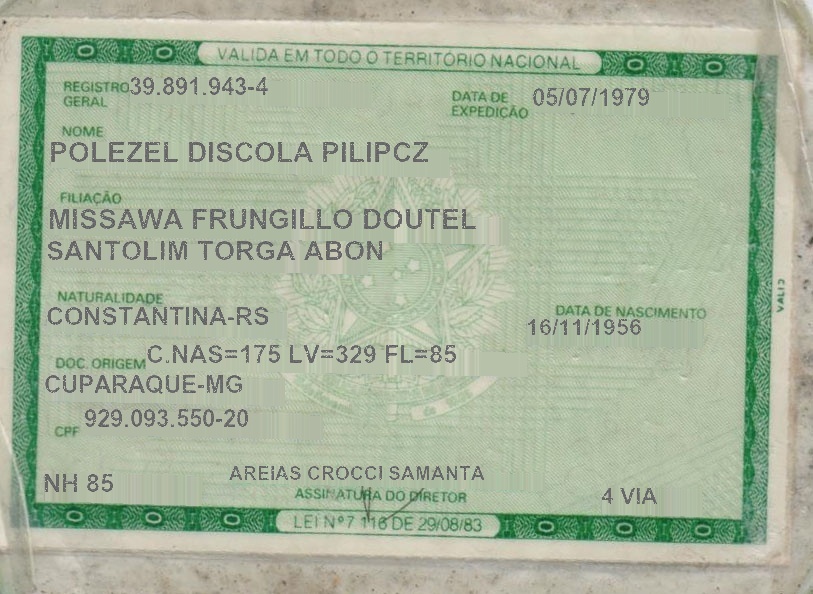 VALIDA EM TODO O TERRITÓRIO NACIONAL
REGISTRO GERAL 39.891.943-4
DATA DE EXPEDIÇÃO 05/07/1979
NOME
POLEZEL DISCOLA PILIPCZ
FILIAÇÃO
MISSAWA FRUNGILLO DOUTEL
SANTOLIM TORGA ABON
NATURALIDADE
CONSTANTINA-RS
DATA DE NASCIMENTO
16/11/1956
DOC. ORIGEM C.NAS=175 LV=329 FL=85
CUPARAQUE-MG
CPF 929.093.550-20
NH 85
AREIAS CROCCI SAMANTA
ASSINATURA DO DIRETOR
4 VIA
LEI Nº 7.116 DE 29/08/83
VALID